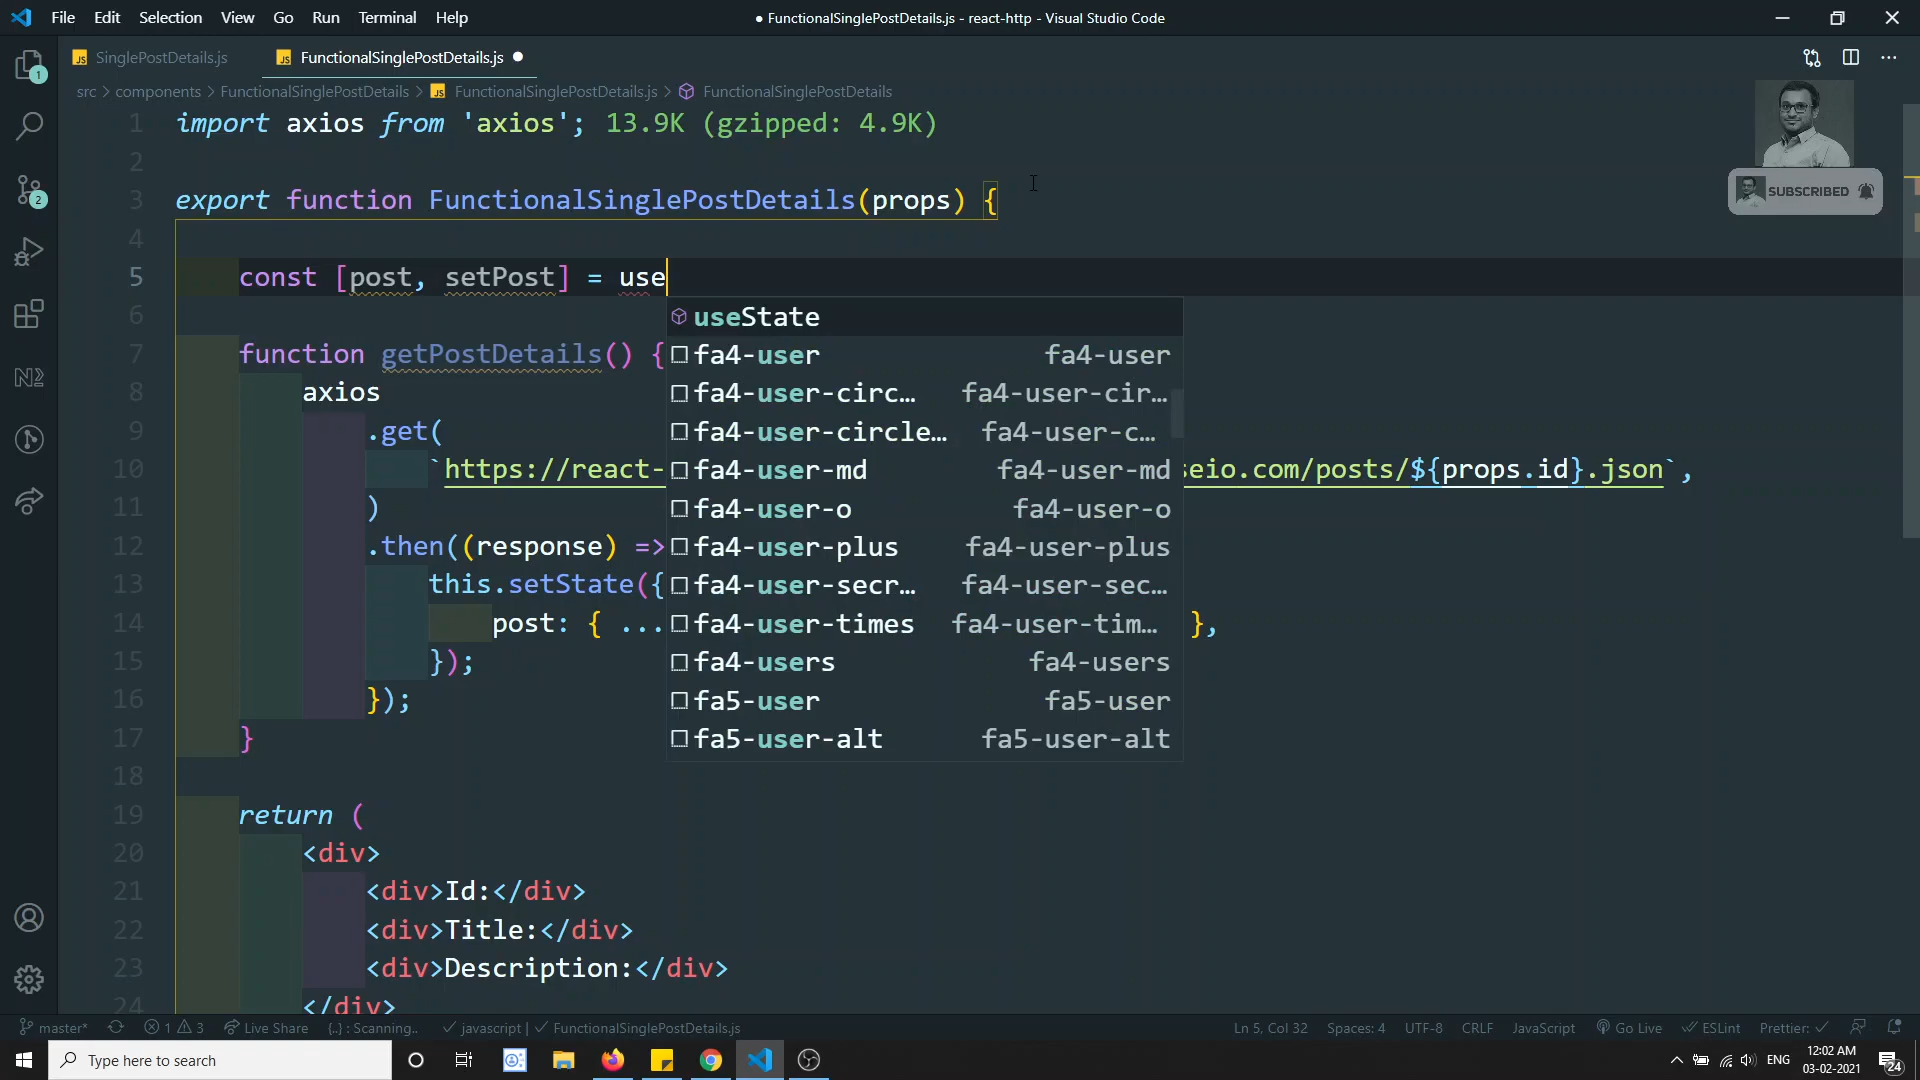 File Edit Selection View Go Run Terminal Help
● FunctionalSinglePostDetails.js - react-http - Visual Studio Code
JS SinglePostDetails.js
JS FunctionalSinglePostDetails.js ●
src > components > FunctionalSinglePostDetails > JS FunctionalSinglePostDetails.js > FunctionalSinglePostDetails
1 import axios from 'axios'; 13.9K (gzipped: 4.9K)
2
3 export function FunctionalSinglePostDetails(props) {
4
5 const [post, setPost] = use
6
7 function getPostDetails() {
8 axios
9 .get(
10 `https://react- seio.com/posts/${props.id}.json`,
11 )
12 .then((response) =>
13 this.setState({
14 post: { ... },
15 });
16 });
17 }
18
19 return (
20 <div>
21 <div>Id:</div>
22 <div>Title:</div>
23 <div>Description:</div>
24 </div>
useState
fa4-user fa4-user
fa4-user-circ… fa4-user-cir…
fa4-user-circle… fa4-user-c…
fa4-user-md fa4-user-md
fa4-user-o fa4-user-o
fa4-user-plus fa4-user-plus
fa4-user-secr… fa4-user-sec…
fa4-user-times fa4-user-tim…
fa4-users fa4-users
fa5-user fa5-user
fa5-user-alt fa5-user-alt
SUBSCRIBED
1
2
master* 1 3 Live Share {..} : Scanning.. ✓ javascript | ✓ FunctionalSinglePostDetails.js
Ln 5, Col 32 Spaces: 4 UTF-8 CRLF JavaScript Go Live ESLint Prettier: ✓
Type here to search
ENG
12:02 AM
03-02-2021
24